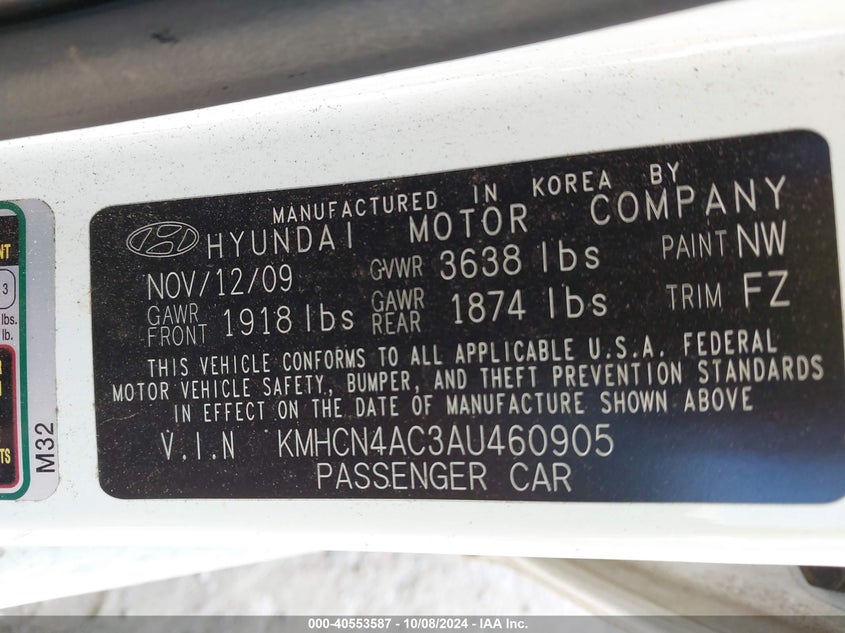 MANUFACTURED IN KOREA BY
HYUNDAI MOTOR COMPANY
NOV/12/09 GVWR 3638 lbs PAINT NW
GAWR FRONT 1918 lbs GAWR REAR 1874 lbs TRIM FZ
THIS VEHICLE CONFORMS TO ALL APPLICABLE U.S.A. FEDERAL
MOTOR VEHICLE SAFETY, BUMPER, AND THEFT PREVENTION STANDARDS
IN EFFECT ON THE DATE OF MANUFACTURE SHOWN ABOVE
V.I.N KMHCN4AC3AU460905
PASSENGER CAR
3
lbs.
lb.
M32
000-40553587 - 10/08/2024 - IAA Inc.